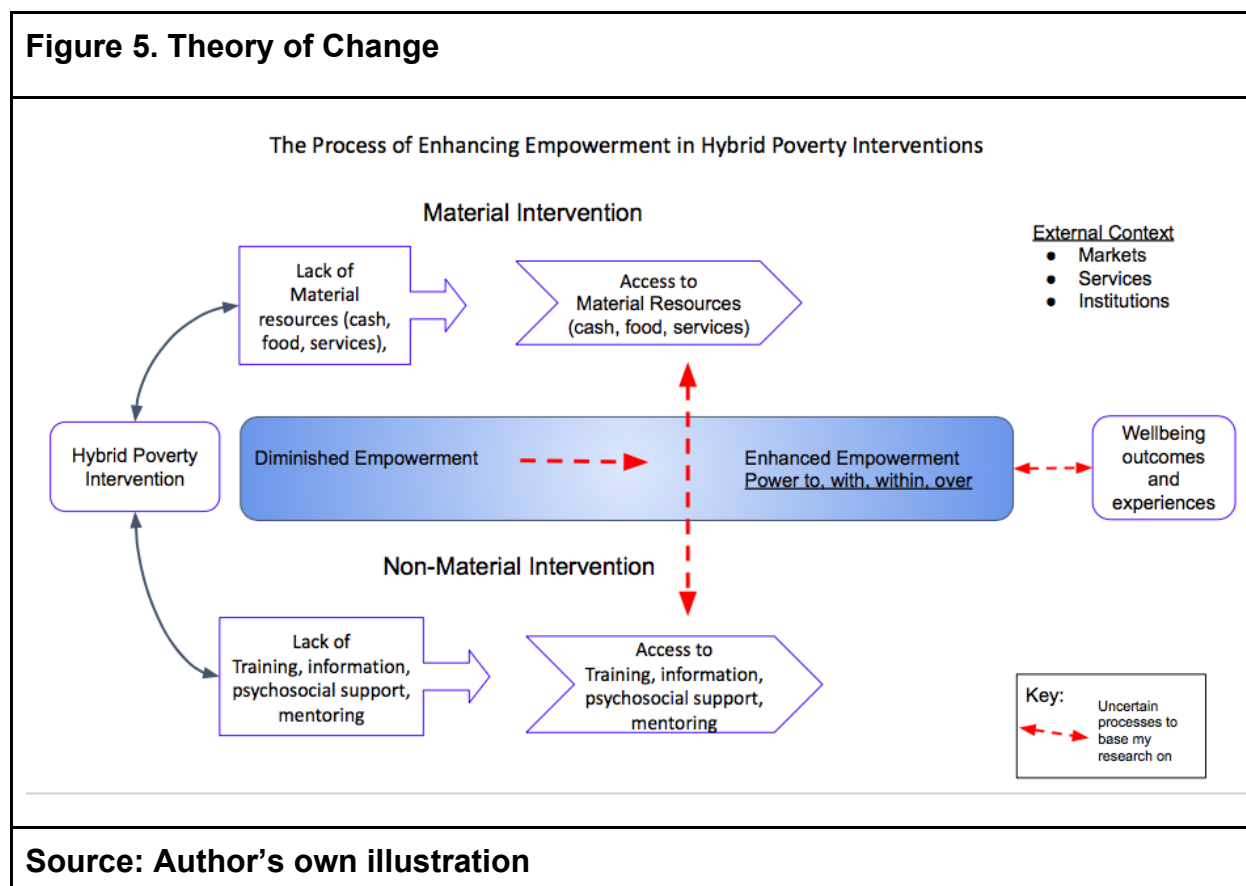 Figure 5. Theory of Change
The Process of Enhancing Empowerment in Hybrid Poverty Interventions
Material Intervention
External Context
● Markets
● Services
● Institutions
Lack of
Material
resources (cash,
food, services),
Access to
Material Resources
(cash, food, services)
Hybrid Poverty
Intervention
Diminished Empowerment
Enhanced Empowerment
Power to, with, within, over
Wellbeing
outcomes
and
experiences
Non-Material Intervention
Lack of
Training, information,
psychosocial support,
mentoring
Access to
Training, information,
psychosocial support,
mentoring
Key:
Uncertain
processes to
base my
research on
Source: Author’s own illustration